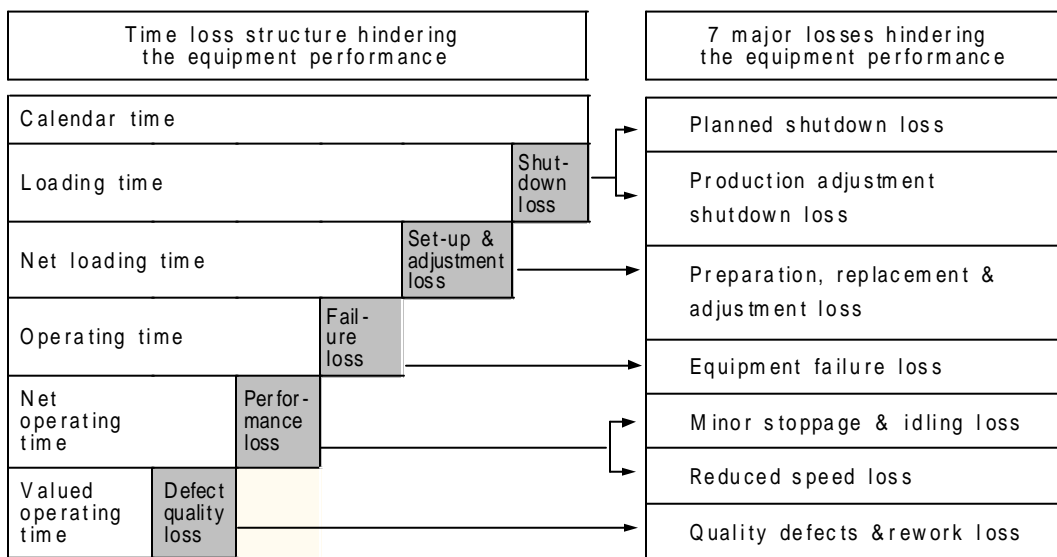 Time loss structure hindering
the equipment performance
7 major losses hindering
the equipment performance
Calendar time
Planned shutdown loss
Loading time
Shut-
down
loss
Production adjustment
shutdown loss
Net loading time
Set-up &
adjustment
loss
Preparation, replacement &
adjustment loss
Operating time
Fail-
ure
loss
Equipment failure loss
Net
operating
time
Perfor-
mance
loss
Minor stoppage & idling loss
Reduced speed loss
Valued
operating
time
Defect
quality
loss
Quality defects &rework loss